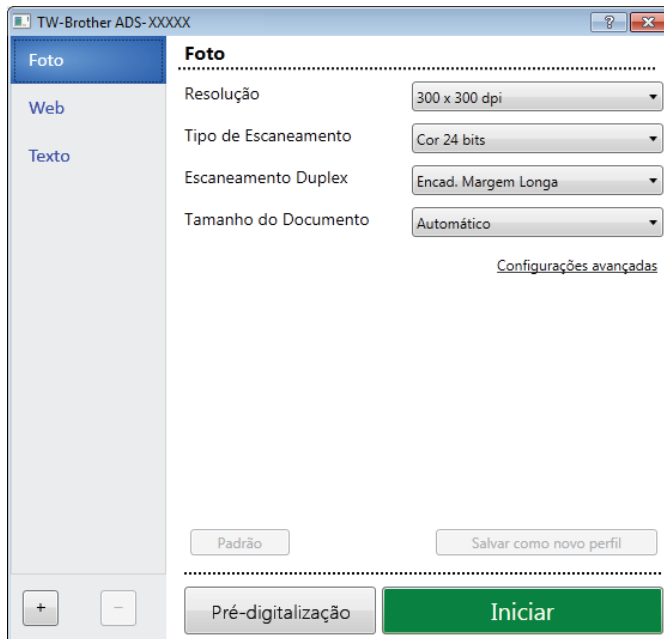 TW-Brother ADS-XXXXX
Foto
Web
Texto
Foto
Resolução
300 x 300 dpi
Tipo de Escaneamento
Cor 24 bits
Escaneamento Duplex
Encad. Margem Longa
Tamanho do Documento
Automático
Configurações avançadas
Padrão
Salvar como novo perfil
+
−
Pré-digitalização
Iniciar